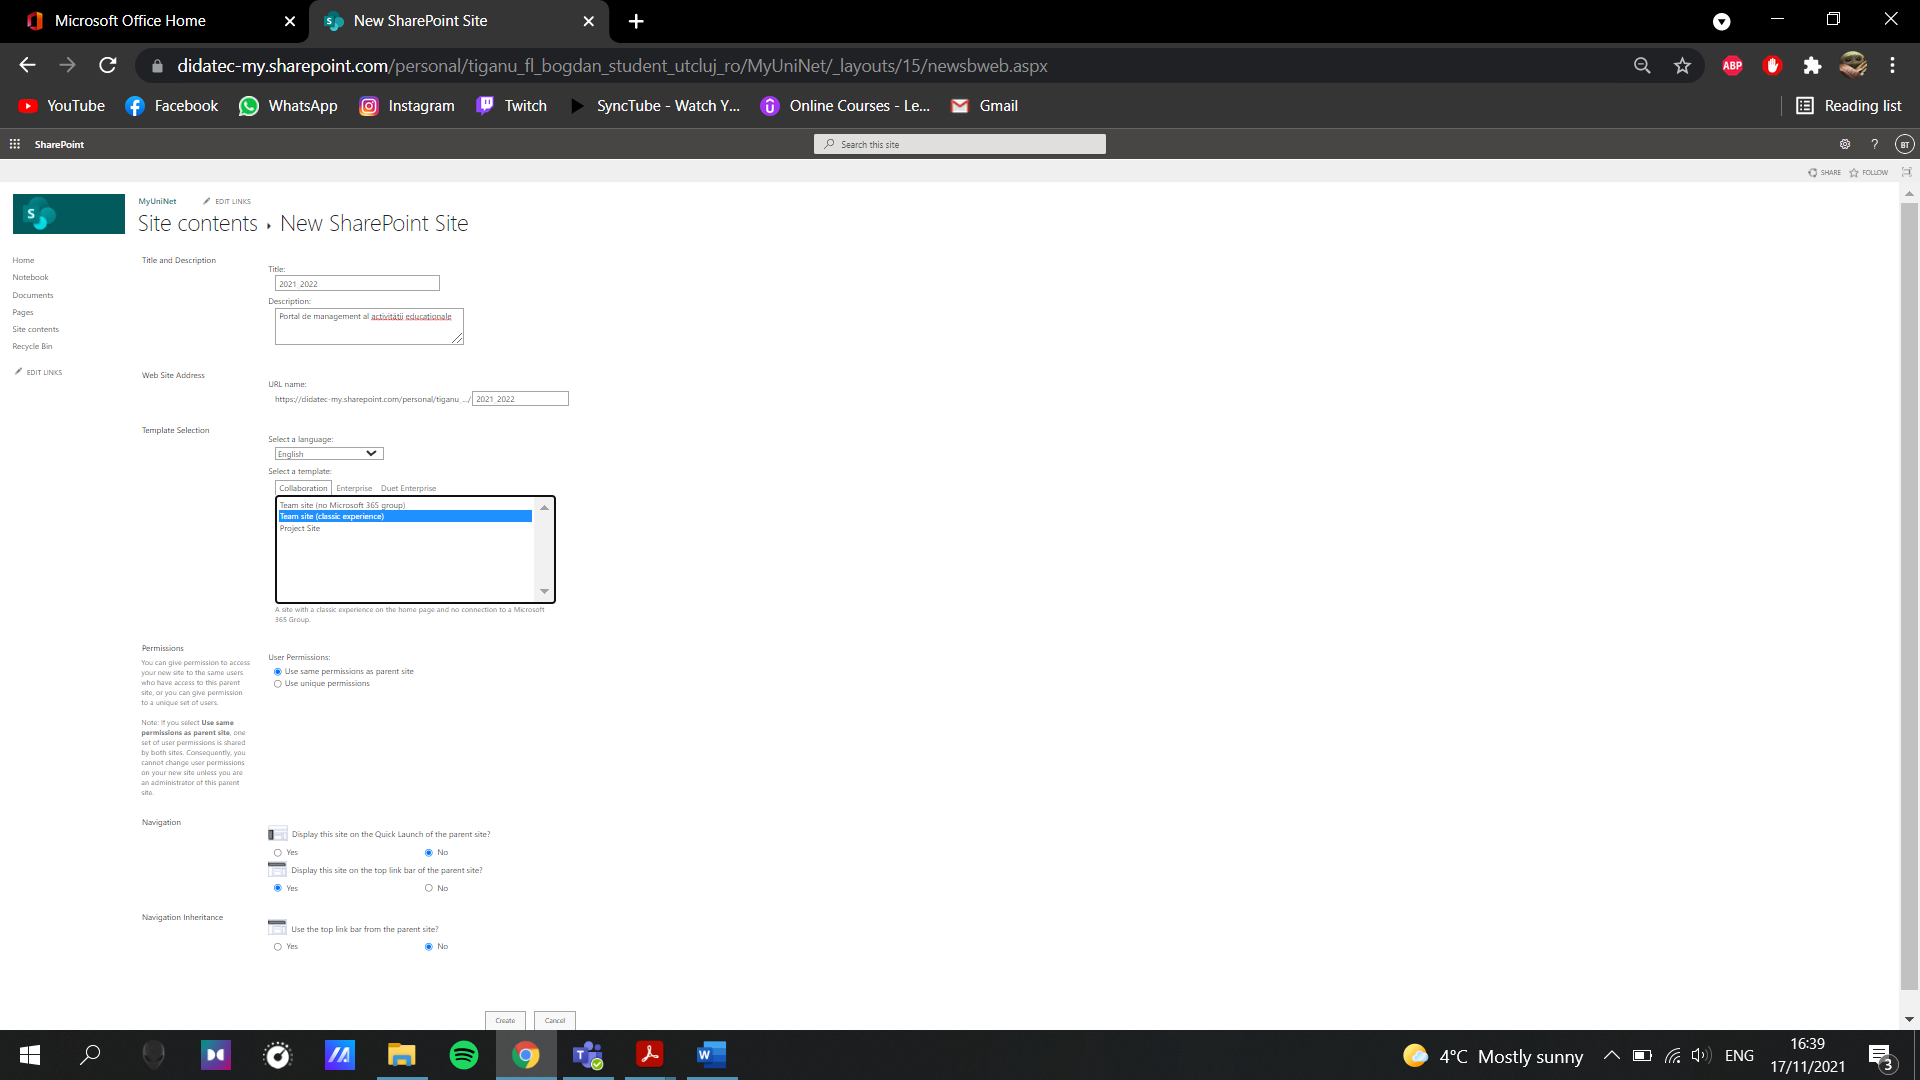 Microsoft Office Home
New SharePoint Site
didatec-my.sharepoint.com/personal/tiganu_fl_bogdan_student_utcluj_ro/MyUniNet/_layouts/15/newsbweb.aspx
ABP
YouTube
Facebook
WhatsApp
Instagram
Twitch
SyncTube - Watch Y...
Online Courses - Le...
Gmail
Reading list
SharePoint
Search this site
?
BT
SHARE
FOLLOW
S
MyUniNet
EDIT LINKS
Site contents
New SharePoint Site
Home
Notebook
Documents
Pages
Site contents
Recycle Bin
EDIT LINKS
Title and Description
Title:
2021_2022
Description:
Portal de management al activității educaționale
Web Site Address
URL name:
https://didatec-my.sharepoint.com/personal/tiganu_.../
2021_2022
Template Selection
Select a language:
English
Select a template:
Collaboration
Enterprise
Duet Enterprise
Team site (no Microsoft 365 group)
Team site (classic experience)
Project Site
A site with a classic experience on the home page and no connection to a Microsoft
365 Group.
Permissions
You can give permission to access
your new site to the same users
who have access to this parent
site, or you can give permission
to a unique set of users.
Note: If you select Use same
permissions as parent site, one
set of user permissions is shared
by both sites. Consequently, you
cannot change user permissions
on your new site unless you are
an administrator of this parent
site.
User Permissions:
Use same permissions as parent site
Use unique permissions
Navigation
Display this site on the Quick Launch of the parent site?
Yes
No
Display this site on the top link bar of the parent site?
Yes
No
Navigation Inheritance
Use the top link bar from the parent site?
Yes
No
Create
Cancel
4°C Mostly sunny
ENG
16:39
17/11/2021
3